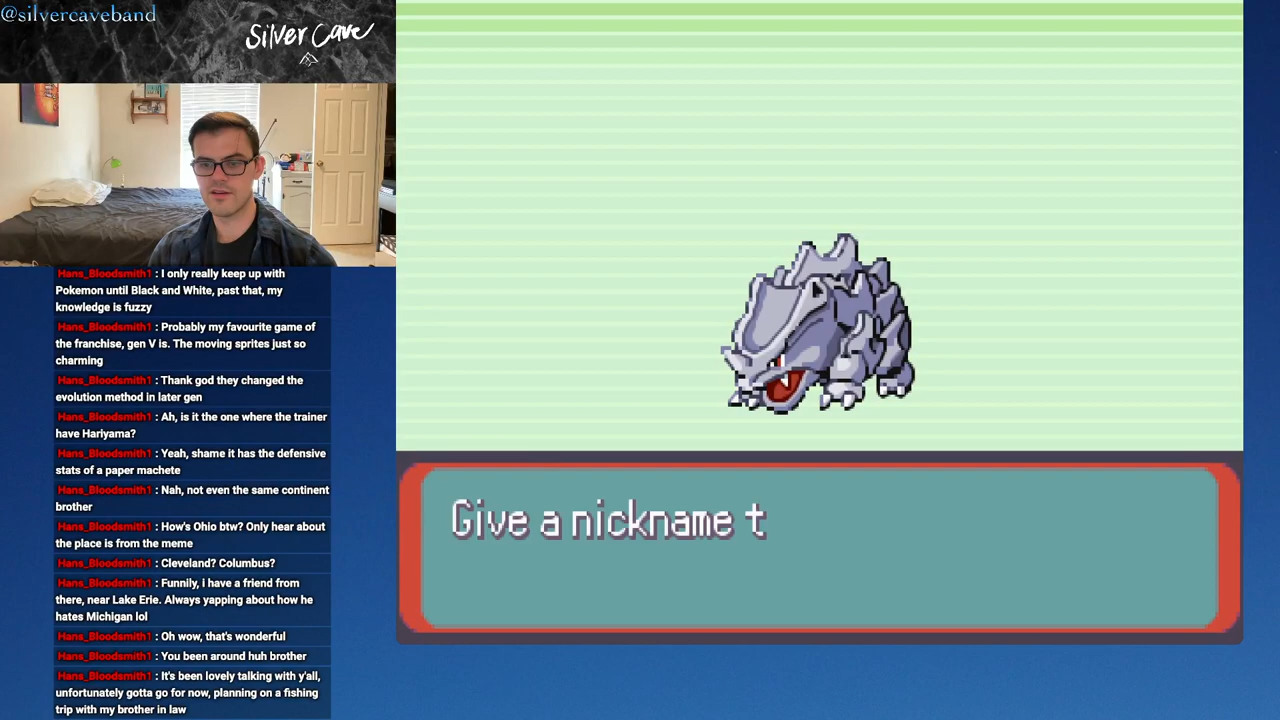 @silvercaveband
Silver Cave
Hans_Bloodsmith1 : I only really keep up with
Pokemon until Black and White, past that, my
knowledge is fuzzy
Hans_Bloodsmith1 : Probably my favourite game of
the franchise, gen V is. The moving sprites just so
charming
Hans_Bloodsmith1 : Thank god they changed the
evolution method in later gen
Hans_Bloodsmith1 : Ah, is it the one where the trainer
have Hariyama?
Hans_Bloodsmith1 : Yeah, shame it has the defensive
stats of a paper machete
Hans_Bloodsmith1 : Nah, not even the same continent
brother
Hans_Bloodsmith1 : How's Ohio btw? Only hear about
the place is from the meme
Hans_Bloodsmith1 : Cleveland? Columbus?
Hans_Bloodsmith1 : Funnily, i have a friend from
there, near Lake Erie. Always yapping about how he
hates Michigan lol
Hans_Bloodsmith1 : Oh wow, that's wonderful
Hans_Bloodsmith1 : You been around huh brother
Hans_Bloodsmith1 : It's been lovely talking with y'all,
unfortunately gotta go for now, planning on a fishing
trip with my brother in law
Give a nickname t